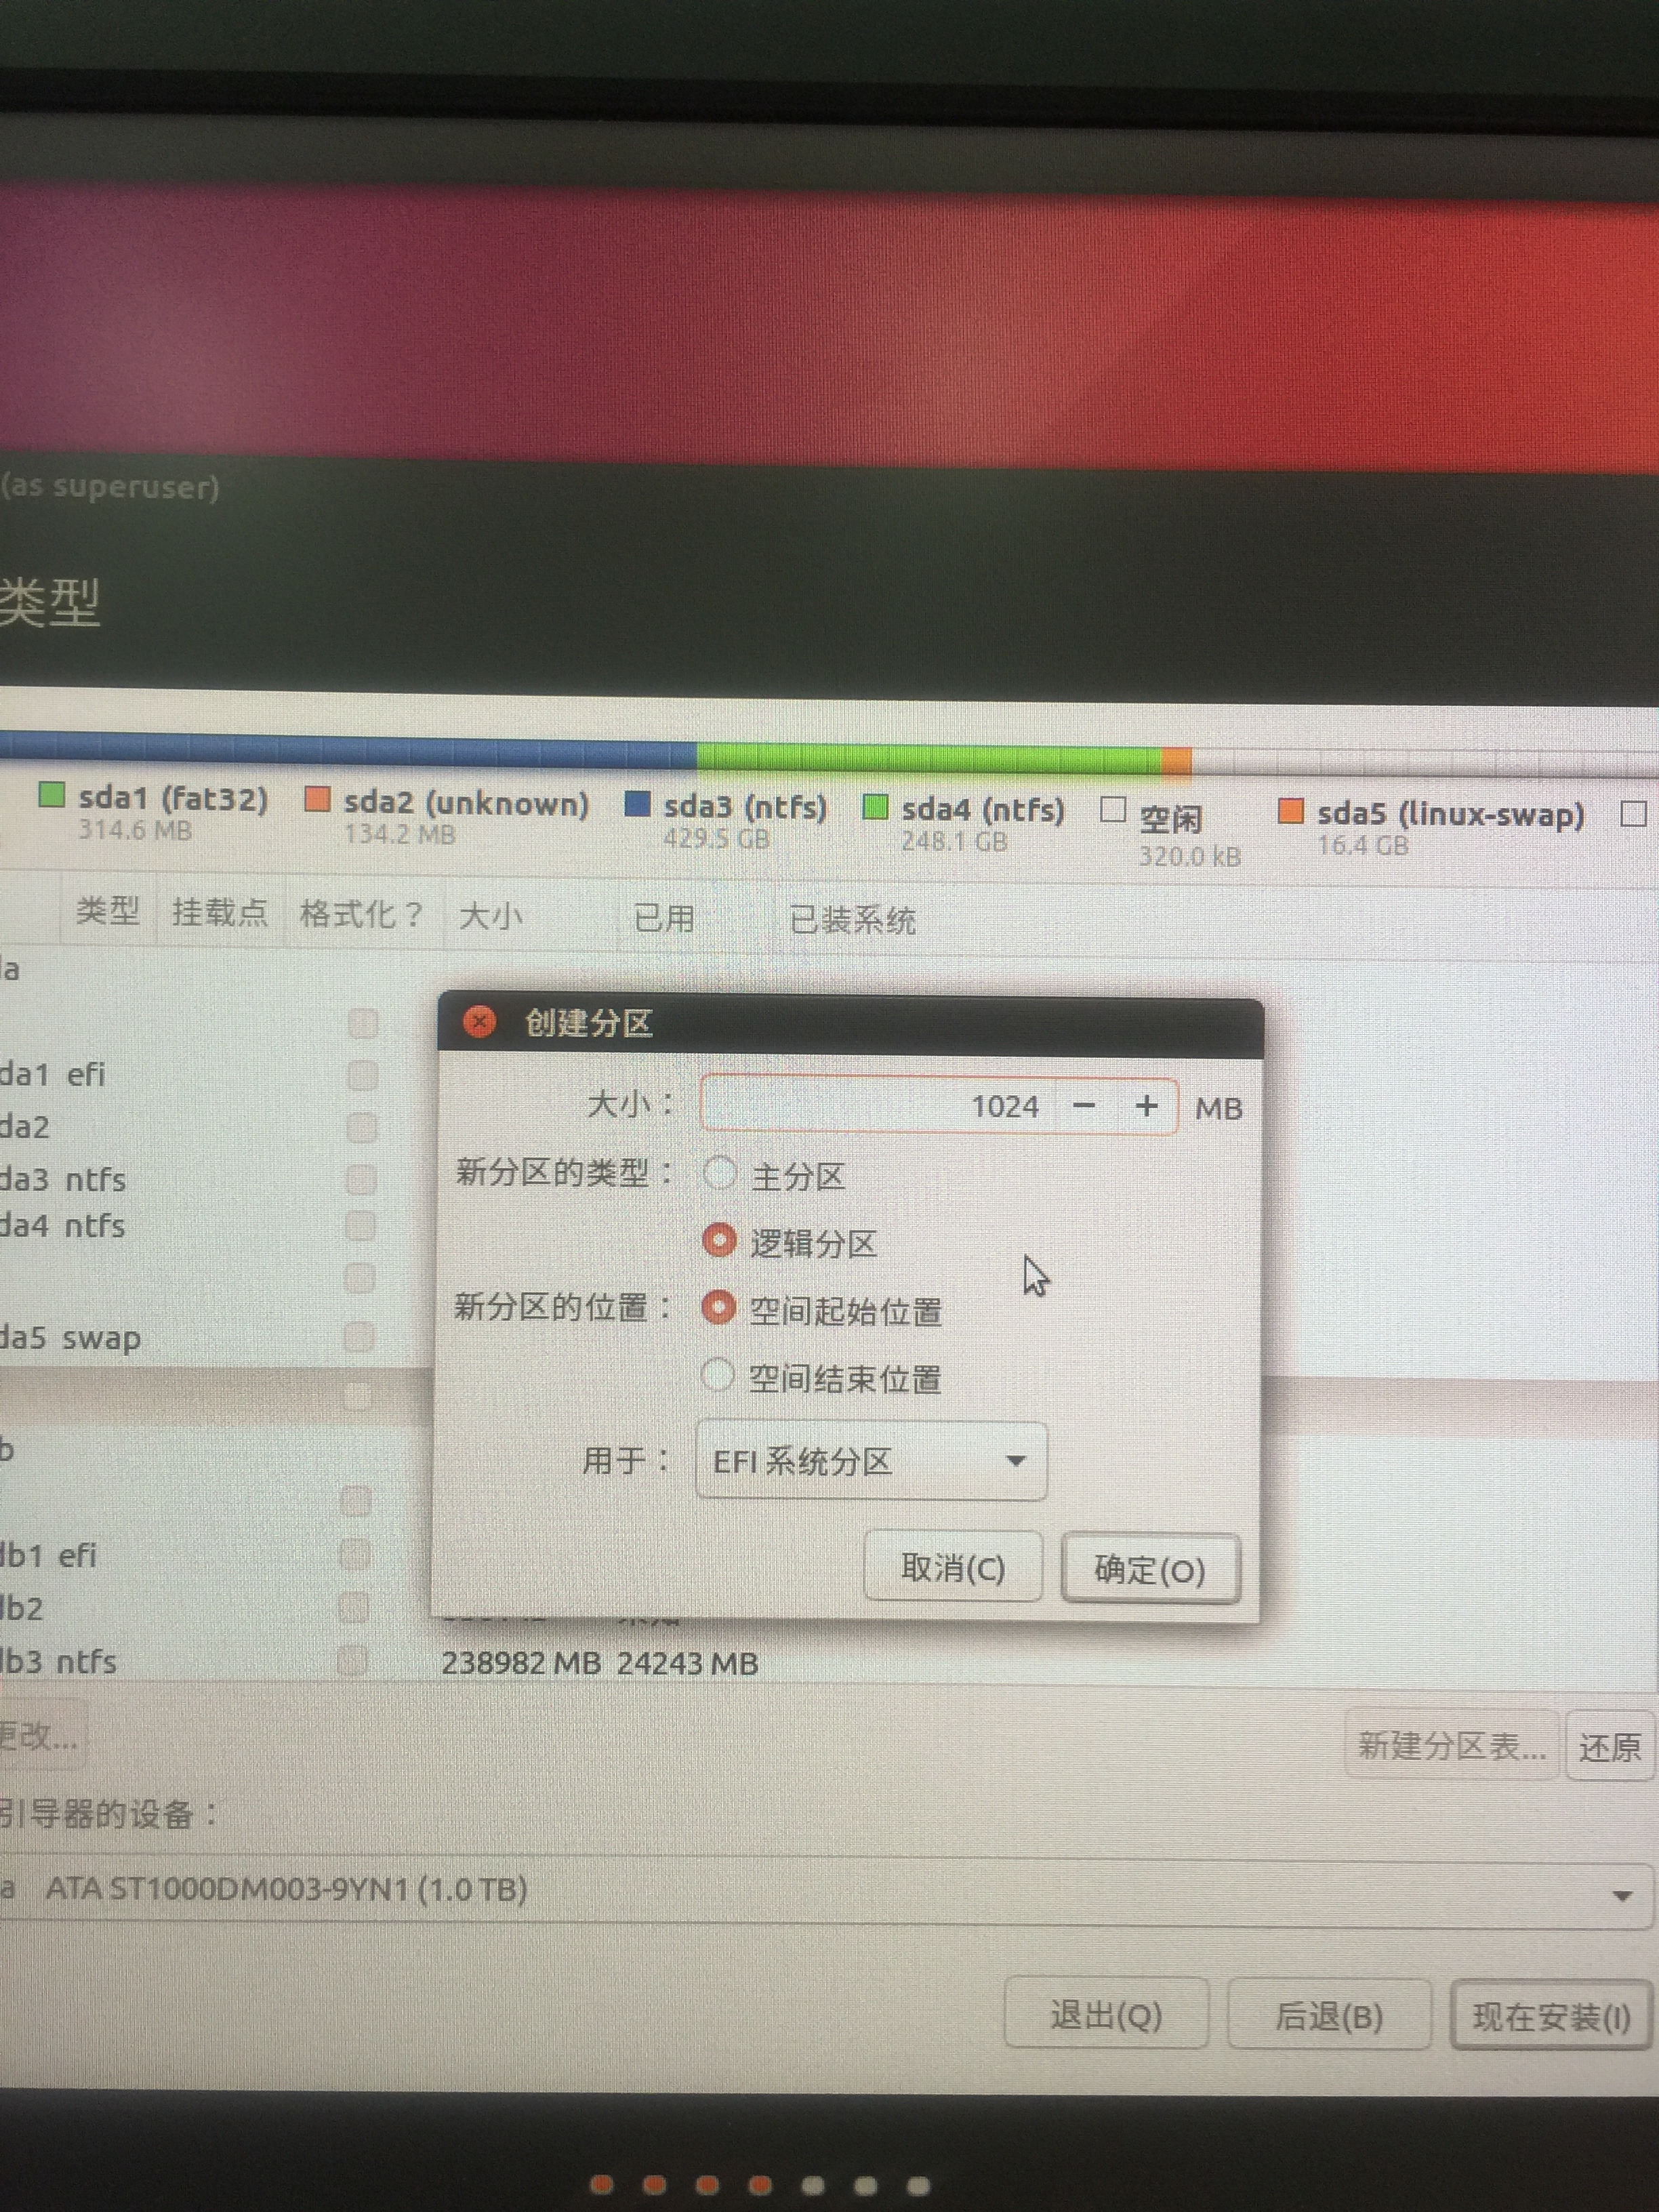 (as superuser)
类型
sda1 (fat32) sda2 (unknown) sda3 (ntfs) sda4 (ntfs) 空闲 sda5 (linux-swap)
314.6 MB 134.2 MB 429.5 GB 248.1 GB 320.0 kB 16.4 GB
类型 挂载点 格式化？ 大小 已用 已装系统
da
创建分区
大小： 1024 − + MB
da1 efi
da2
新分区的类型： 主分区
da3 ntfs
da4 ntfs
逻辑分区
新分区的位置： 空间起始位置
da5 swap
空间结束位置
b
用于： EFI 系统分区
db1 efi
取消(C) 确定(O)
db2
db3 ntfs 238982 MB 24243 MB
更改...
新建分区表... 还原
引导器的设备：
a ATA ST1000DM003-9YN1 (1.0 TB)
退出(Q) 后退(B) 现在安装(I)